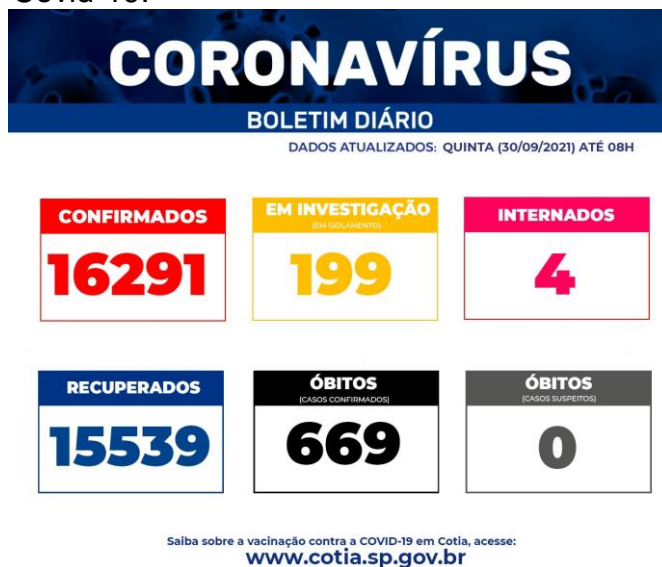 CORONAVÍRUS
BOLETIM DIÁRIO
DADOS ATUALIZADOS: QUINTA (30/09/2021) ATÉ 08H
CONFIRMADOS
16291
EM INVESTIGAÇÃO
(EM ISOLAMENTO)
199
INTERNADOS
4
RECUPERADOS
15539
ÓBITOS
(CASOS CONFIRMADOS)
669
ÓBITOS
(CASOS SUSPEITOS)
0
Saiba sobre a vacinação contra a COVID-19 em Cotia, acesse:
www.cotia.sp.gov.br